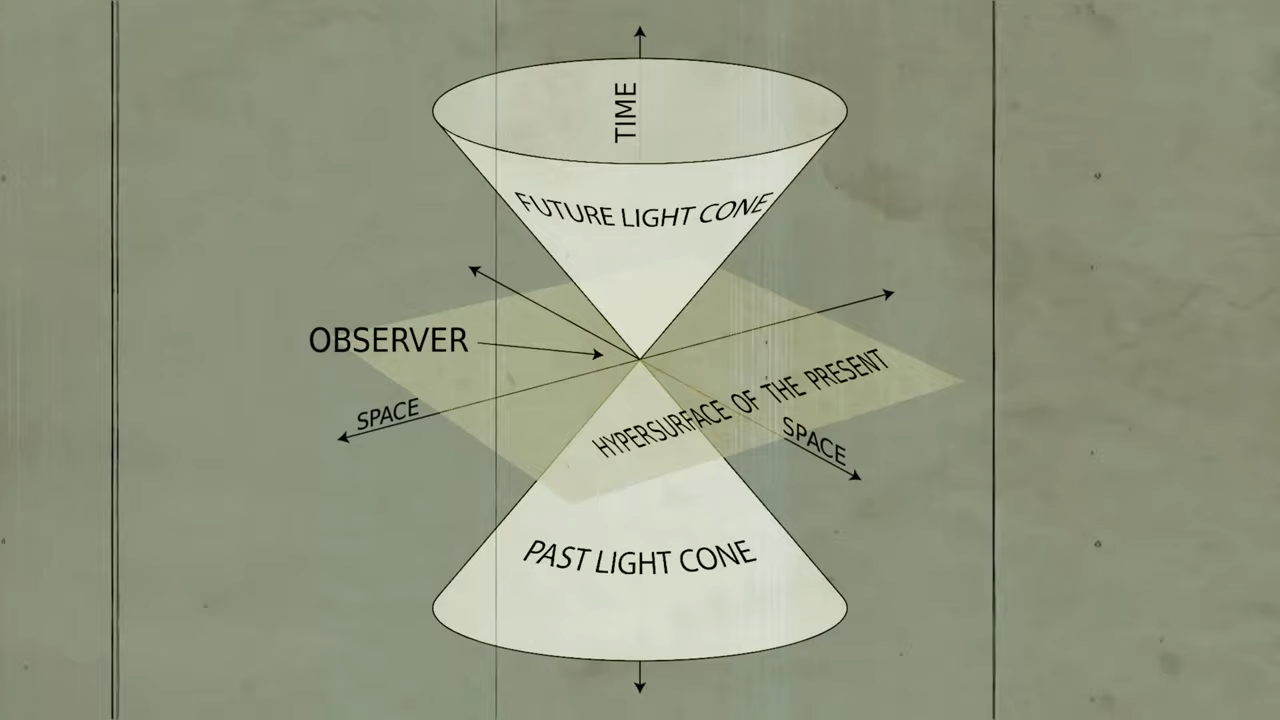 TIME
FUTURE LIGHT CONE
OBSERVER
SPACE
HYPERSURFACE OF THE PRESENT
SPACE
PAST LIGHT CONE